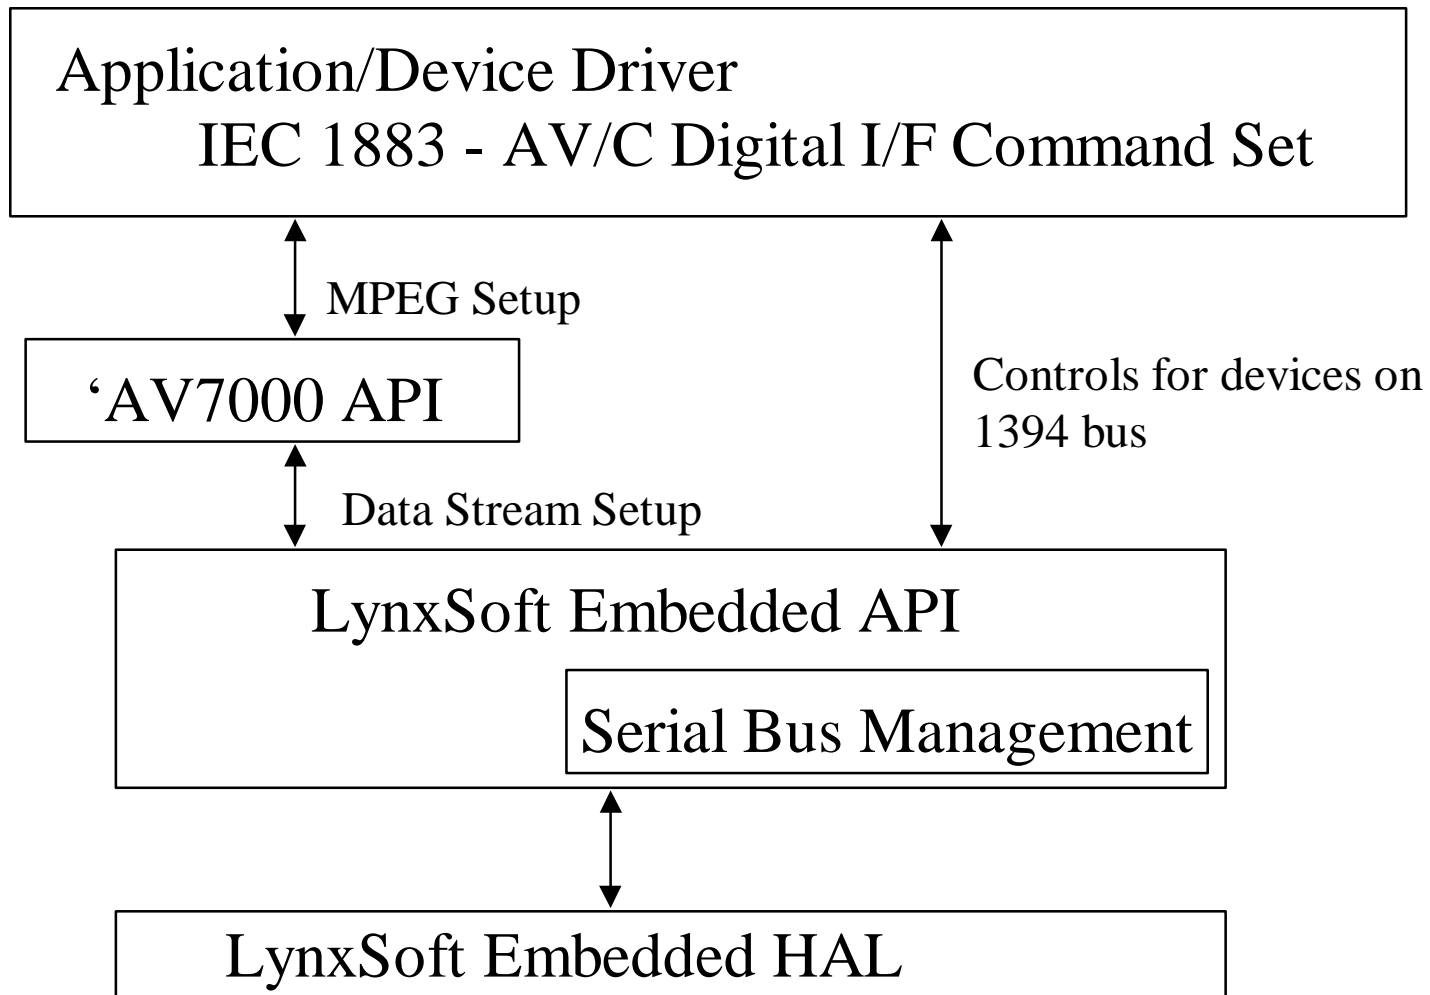 Application/Device Driver
IEC 1883 - AV/C Digital I/F Command Set
MPEG Setup
‘AV7000 API
Controls for devices on
1394 bus
Data Stream Setup
LynxSoft Embedded API
Serial Bus Management
LynxSoft Embedded HAL